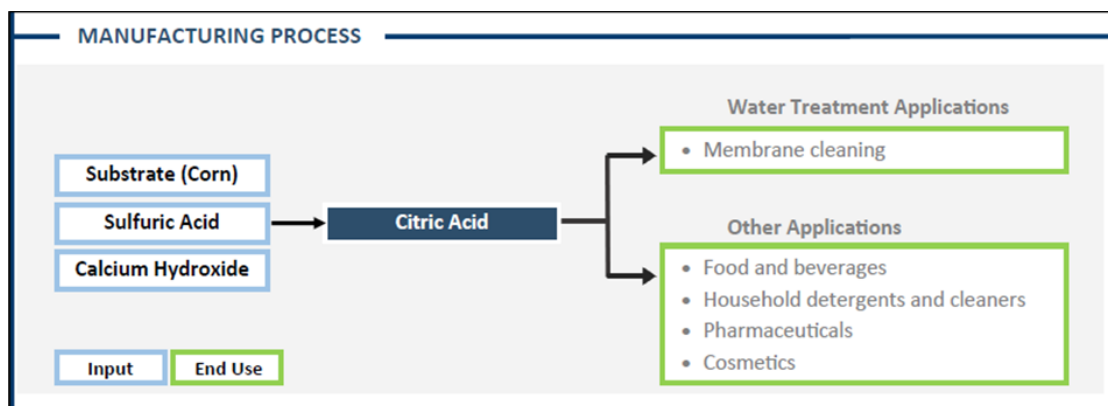 MANUFACTURING PROCESS
Substrate (Corn)
Sulfuric Acid
Calcium Hydroxide
Citric Acid
Water Treatment Applications
• Membrane cleaning
Other Applications
• Food and beverages
• Household detergents and cleaners
• Pharmaceuticals
• Cosmetics
Input
End Use